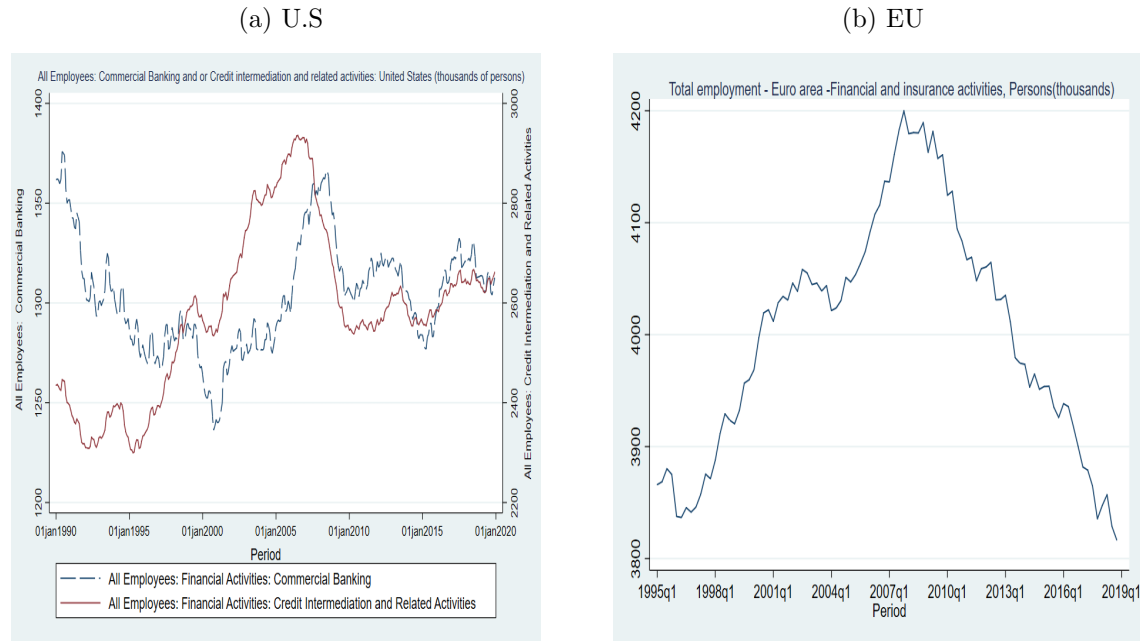 (a) U.S
All Employees: Commercial Banking and or Credit intermediation and related activities: United States (thousands of persons)
All Employees: Commercial Banking
1400
1350
1300
1250
1200
3000
2800
2600
2400
2200
All Employees: Credit Intermediation and Related Activities
01jan1990 01jan1995 01jan2000 01jan2005 01jan2010 01jan2015 01jan2020
Period
All Employees: Financial Activities: Commercial Banking
All Employees: Financial Activities: Credit Intermediation and Related Activities
(b) EU
Total employment - Euro area -Financial and insurance activities, Persons(thousands)
4200
4100
4000
3900
3800
1995q1 1998q1 2001q1 2004q1 2007q1 2010q1 2013q1 2016q1 2019q1
Period